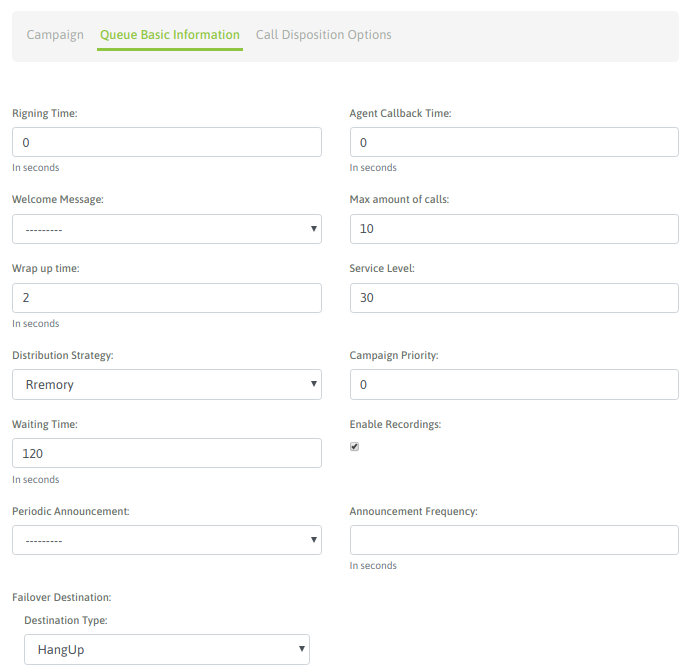 Campaign Queue Basic Information Call Disposition Options
Rigning Time: Agent Callback Time:
0 0
In seconds In seconds
Welcome Message: Max amount of calls:
--------- 10
Wrap up time: Service Level:
2 30
In seconds
Distribution Strategy: Campaign Priority:
Rremory 0
Waiting Time: Enable Recordings:
120
In seconds
Periodic Announcement: Announcement Frequency:
---------
In seconds
Failover Destination:
Destination Type:
HangUp